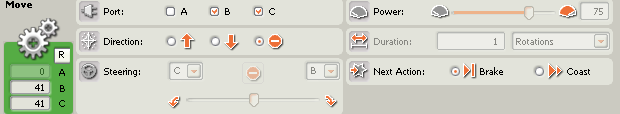 Move
R
0 A
41 B
41 C
Port: A B C
Direction:
Steering: C B
Power: 75
Duration: 1 Rotations
Next Action: Brake Coast